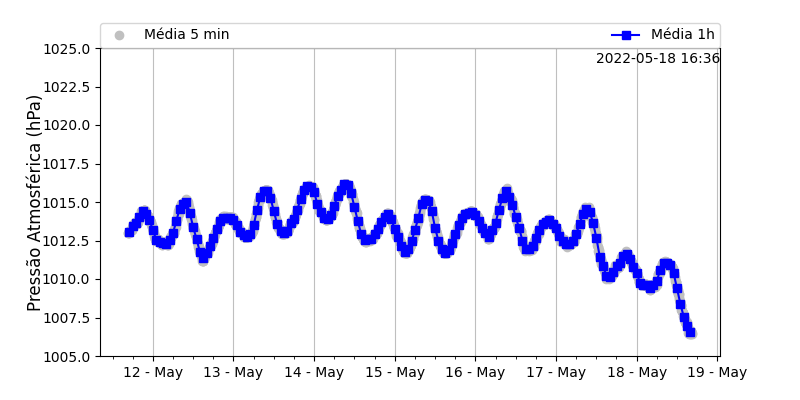 Média 5 min
Média 1h
2022-05-18 16:36
Pressão Atmosférica (hPa)
1025.0
1022.5
1020.0
1017.5
1015.0
1012.5
1010.0
1007.5
1005.0
12 - May 13 - May 14 - May 15 - May 16 - May 17 - May 18 - May 19 - May